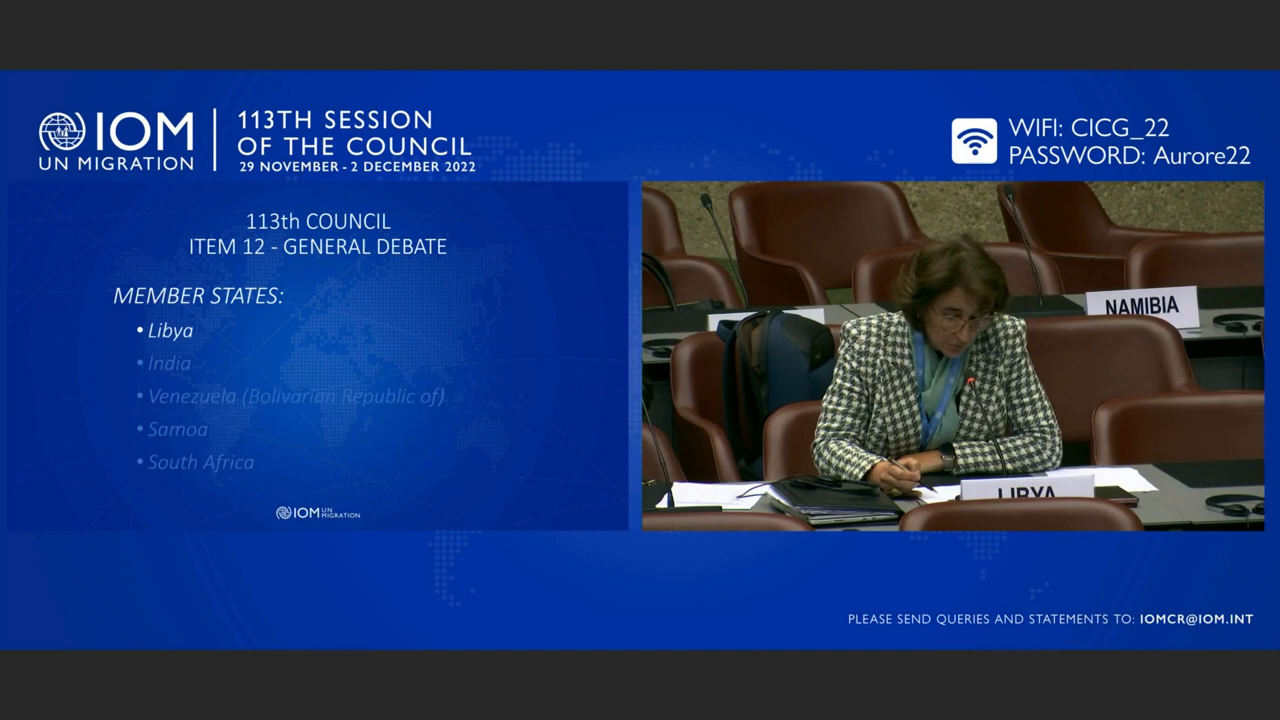 IOM
UN MIGRATION
113TH SESSION
OF THE COUNCIL
29 NOVEMBER - 2 DECEMBER 2022
WIFI: CICG_22
PASSWORD: Aurore22
113th COUNCIL
ITEM 12 - GENERAL DEBATE
MEMBER STATES:
• Libya
• India
• Venezuela (Bolivarian Republic of)
• Samoa
• South Africa
IOM UN MIGRATION
NAMIBIA
LIBYA
PLEASE SEND QUERIES AND STATEMENTS TO: IOMCR@IOM.INT